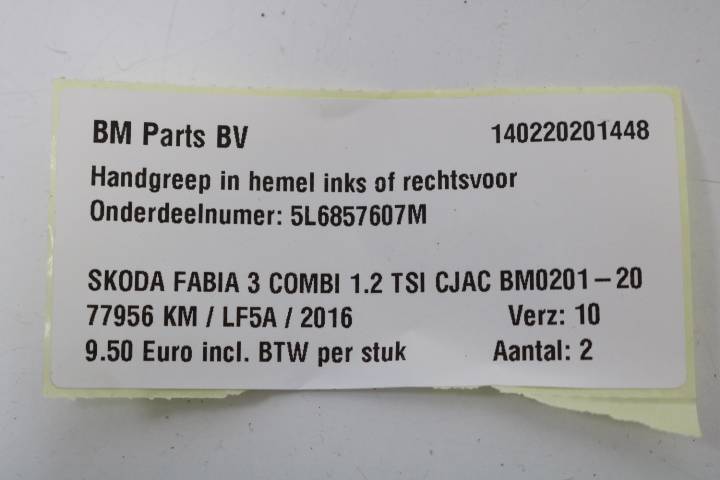 BM Parts BV 140220201448
Handgreep in hemel inks of rechtsvoor
Onderdeelnumer: 5L6857607M
SKODA FABIA 3 COMBI 1.2 TSI CJAC BM0201-20
77956 KM / LF5A / 2016 Verz: 10
9.50 Euro incl. BTW per stuk Aantal: 2